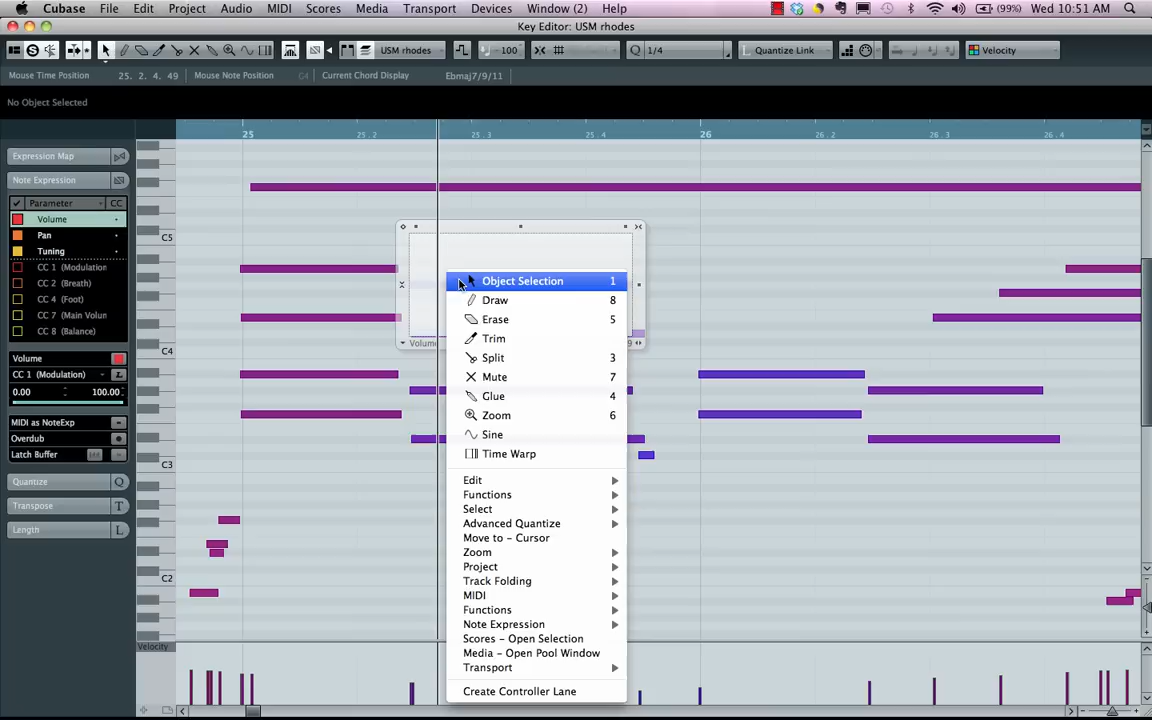 Cubase File Edit Project Audio MIDI Scores Media Transport Devices Window (2) Help (99%) Wed 10:51 AM
Key Editor: USM rhodes
USM rhodes 100 Q 1/4 Quantize Link Velocity
Mouse Time Position 25. 2. 4. 49 Mouse Note Position G4 Current Chord Display Ebmaj7/9/11
No Object Selected
25 25.2 25.3 25.4 26 26.2 26.3 26.4
Expression Map
Note Expression
Parameter CC
Volume
Pan
Tuning
CC 1 (Modulation
CC 2 (Breath)
CC 4 (Foot)
CC 7 (Main Volun
CC 8 (Balance)
Volume
CC 1 (Modulation) L
0.00 100.00
MIDI as NoteExp
Overdub
Latch Buffer
Quantize Q
Transpose T
Length L
C5
C4
C3
C2
Volume 9
Object Selection 1
Draw 8
Erase 5
Trim
Split 3
Mute 7
Glue 4
Zoom 6
Sine
Time Warp
Edit
Functions
Select
Advanced Quantize
Move to - Cursor
Zoom
Project
Track Folding
MIDI
Functions
Note Expression
Scores - Open Selection
Media - Open Pool Window
Transport
Create Controller Lane
Velocity